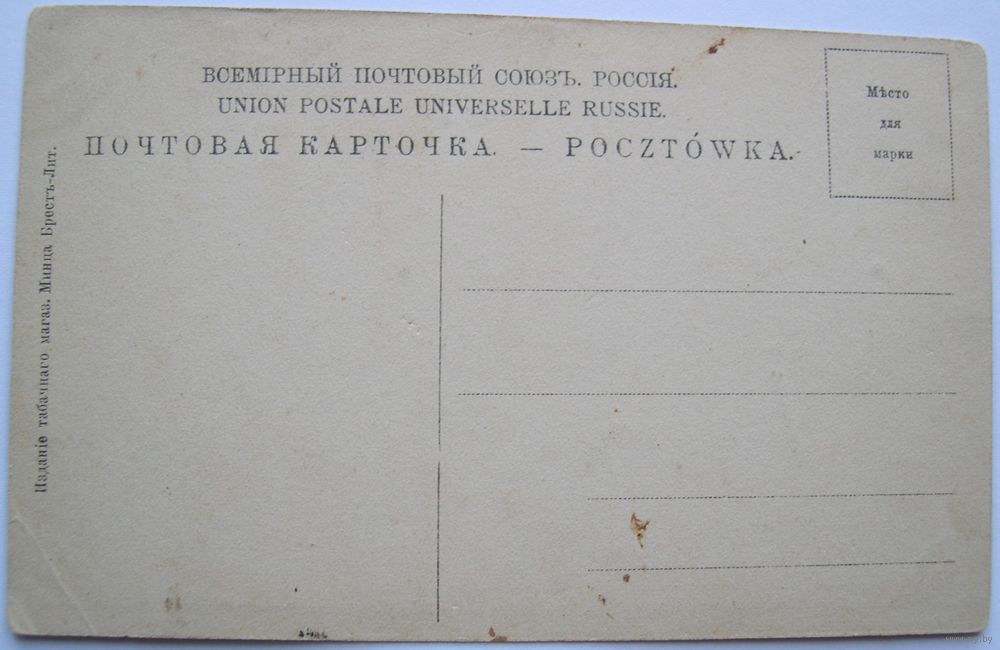 ВСЕМІРНЫЙ ПОЧТОВЫЙ СОЮЗЪ. РОССІЯ.
UNION POSTALE UNIVERSELLE RUSSIE.
ПОЧТОВАЯ КАРТОЧКА. — POCZTÓWKA.
Мѣсто
для
марки
Изданіе табачнаго магаз. Минца Брестъ-Лит.